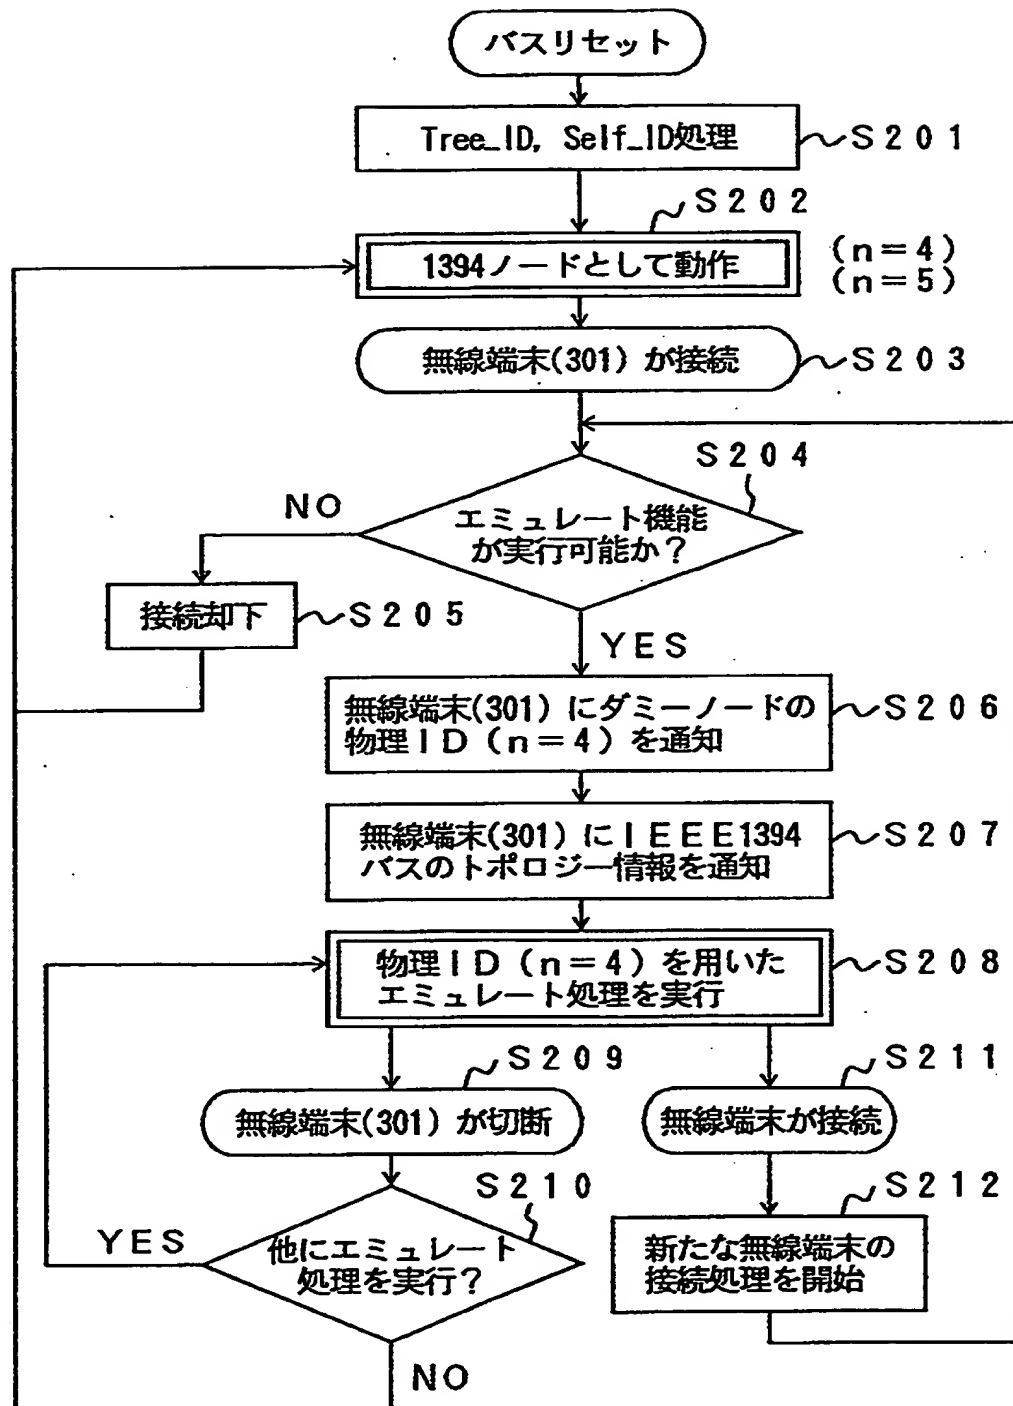 バスリセット
Tree_ID, Self_ID処理
S201
S202
1394ノードとして動作
(n=4)
(n=5)
無線端末(301)が接続
S203
S204
NO
エミュレート機能
が実行可能か？
接続却下
S205
YES
無線端末(301)にダミーノードの
物理ID(n=4)を通知
S206
無線端末(301)にIEEE1394
バスのトポロジー情報を通知
S207
物理ID(n=4)を用いた
エミュレート処理を実行
S208
S209
無線端末(301)が切断
S211
無線端末が接続
S210
YES
他にエミュレート
処理を実行？
S212
新たな無線端末の
接続処理を開始
NO